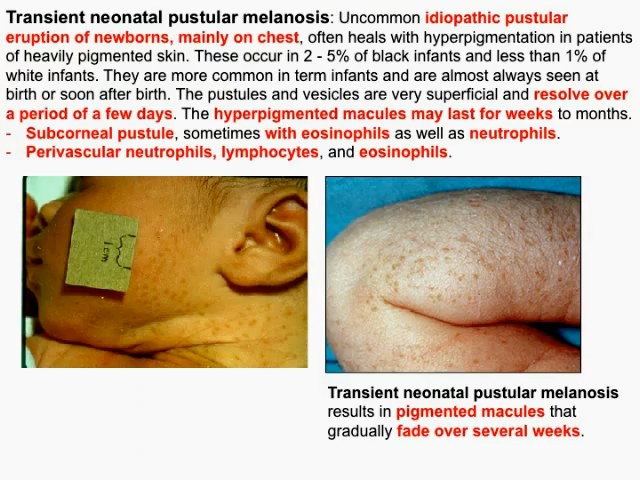 Transient neonatal pustular melanosis: Uncommon idiopathic pustular
eruption of newborns, mainly on chest, often heals with hyperpigmentation in patients
of heavily pigmented skin. These occur in 2 - 5% of black infants and less than 1% of
white infants. They are more common in term infants and are almost always seen at
birth or soon after birth. The pustules and vesicles are very superficial and resolve over
a period of a few days. The hyperpigmented macules may last for weeks to months.
- Subcorneal pustule, sometimes with eosinophils as well as neutrophils.
- Perivascular neutrophils, lymphocytes, and eosinophils.
1cm
Transient neonatal pustular melanosis
results in pigmented macules that
gradually fade over several weeks.